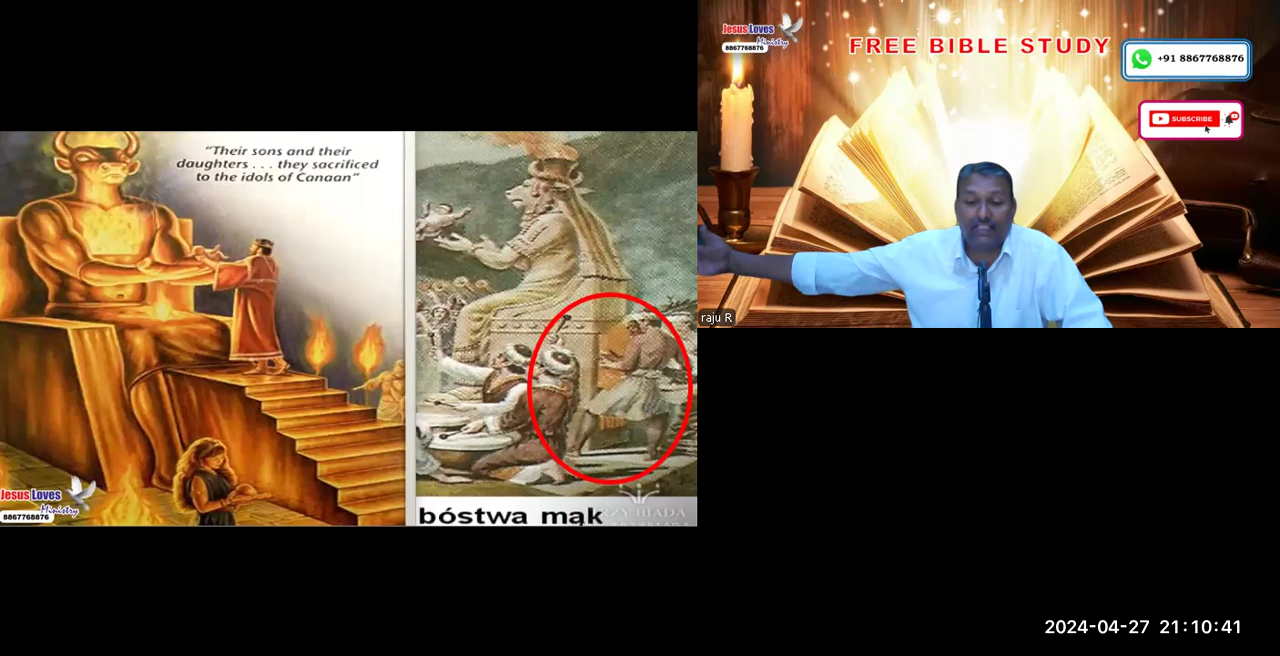 "Their sons and their
daughters . . . they sacrificed
to the idols of Canaan"
Jesus Loves
Ministry
8867768876
bóstwa mąk
Jesus Loves
Ministry
8867768876
FREE BIBLE STUDY
+91 8867768876
SUBSCRIBE
raju R
2024-04-27 21:10:41